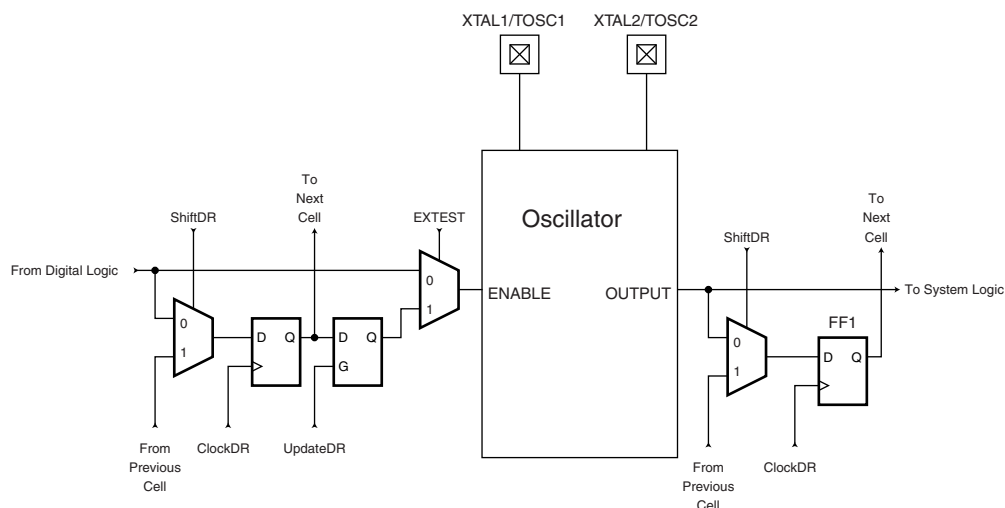 XTAL1/TOSC1
XTAL2/TOSC2
To
Next
Cell
ShiftDR
EXTEST
From Digital Logic
0
1
D Q
D Q
G
0
1
Oscillator
ENABLE
OUTPUT
To
Next
Cell
ShiftDR
To System Logic
FF1
0
1
D Q
From
Previous
Cell
ClockDR
UpdateDR
From
Previous
Cell
ClockDR